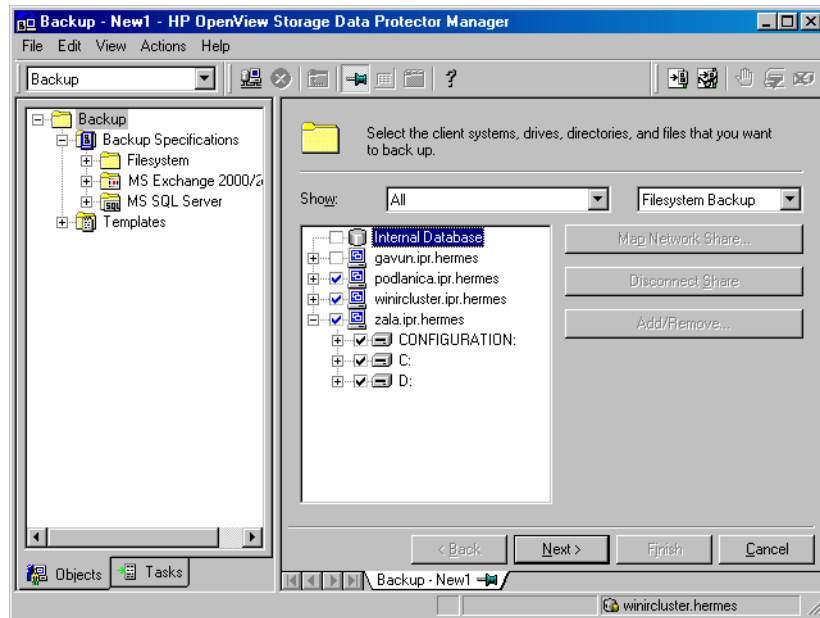 Backup - New1 - HP OpenView Storage Data Protector Manager
File Edit View Actions Help
Backup
?
Backup
Backup Specifications
Filesystem
MS Exchange 2000/2
MS SQL Server
Templates
Objects
Tasks
Select the client systems, drives, directories, and files that you want
to back up.
Show:
All
Filesystem Backup
Internal Database
gavun.ipr.hermes
podlanica.ipr.hermes
winircluster.ipr.hermes
zala.ipr.hermes
CONFIGURATION:
C:
D:
Map Network Share...
Disconnect Share
Add/Remove...
< Back
Next >
Finish
Cancel
Backup - New1
winircluster.hermes